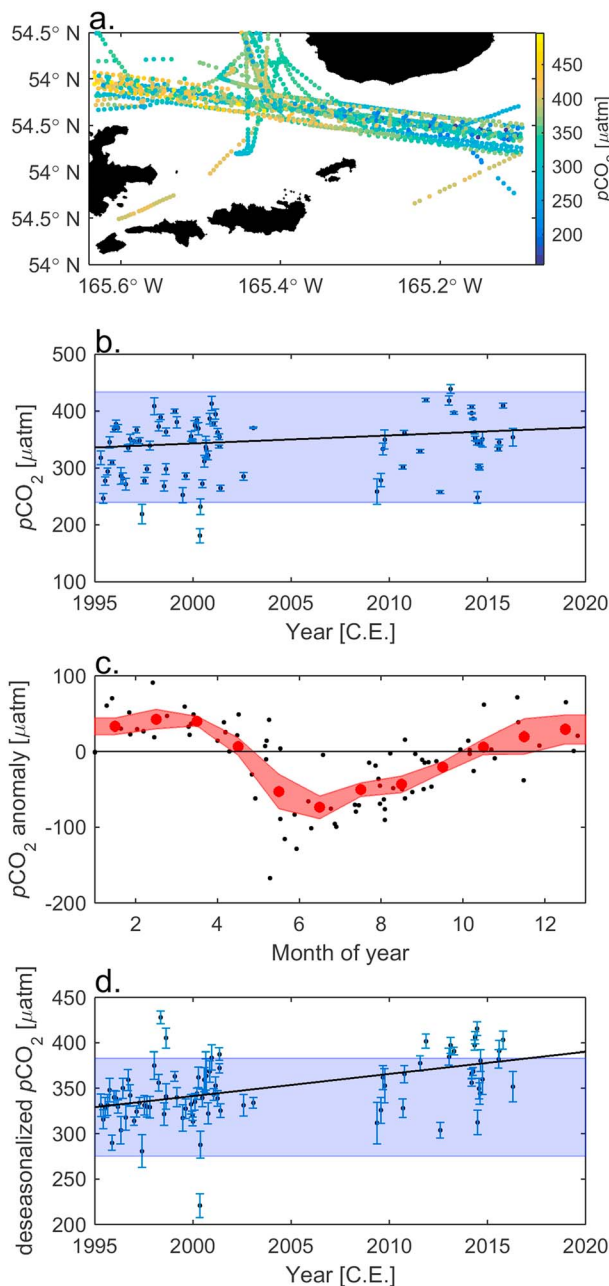 a.
54.5° N
54° N
54.5° N
54° N
54.5° N
54° N
165.6° W 165.4° W 165.2° W
450
400
350
300
250
200
pCO2 [μatm]
b.
500
400
300
200
100
pCO2 [μatm]
1995 2000 2005 2010 2015 2020
Year [C.E.]
c.
100
0
-100
-200
pCO2 anomaly [μatm]
2 4 6 8 10 12
Month of year
d.
450
400
350
300
250
200
deseasonalized pCO2 [μatm]
1995 2000 2005 2010 2015 2020
Year [C.E.]